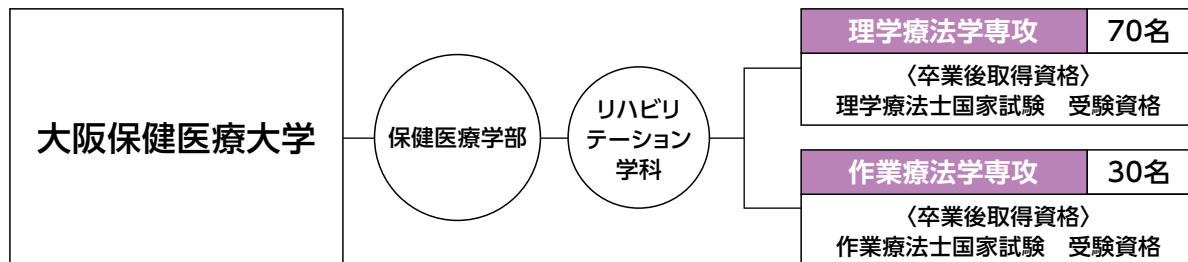 大阪保健医療大学
保健医療学部
リハビリ
テーション
学科
理学療法学専攻 70名
〈卒業後取得資格〉
理学療法士国家試験　受験資格
作業療法学専攻 30名
〈卒業後取得資格〉
作業療法士国家試験　受験資格